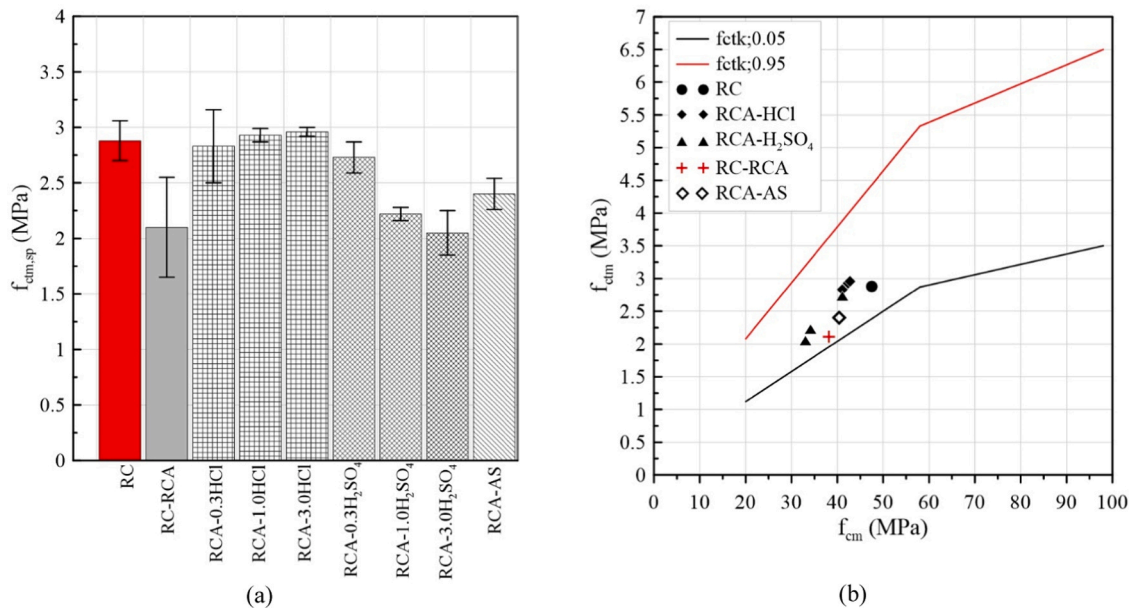 4
3.5
3
2.5
2
1.5
1
0.5
0
f_ctm,sp (MPa)
RC
RC-RCA
RCA-0.3HCl
RCA-1.0HCl
RCA-3.0HCl
RCA-0.3H₂SO₄
RCA-1.0H₂SO₄
RCA-3.0H₂SO₄
RCA-AS
(a)
7
6.5
6
5.5
5
4.5
4
3.5
3
2.5
2
1.5
1
0.5
0
f_ctm (MPa)
fctk;0.05
fctk;0.95
RC
RCA-HCl
RCA-H₂SO₄
RC-RCA
RCA-AS
0 10 20 30 40 50 60 70 80 90 100
f_cm (MPa)
(b)